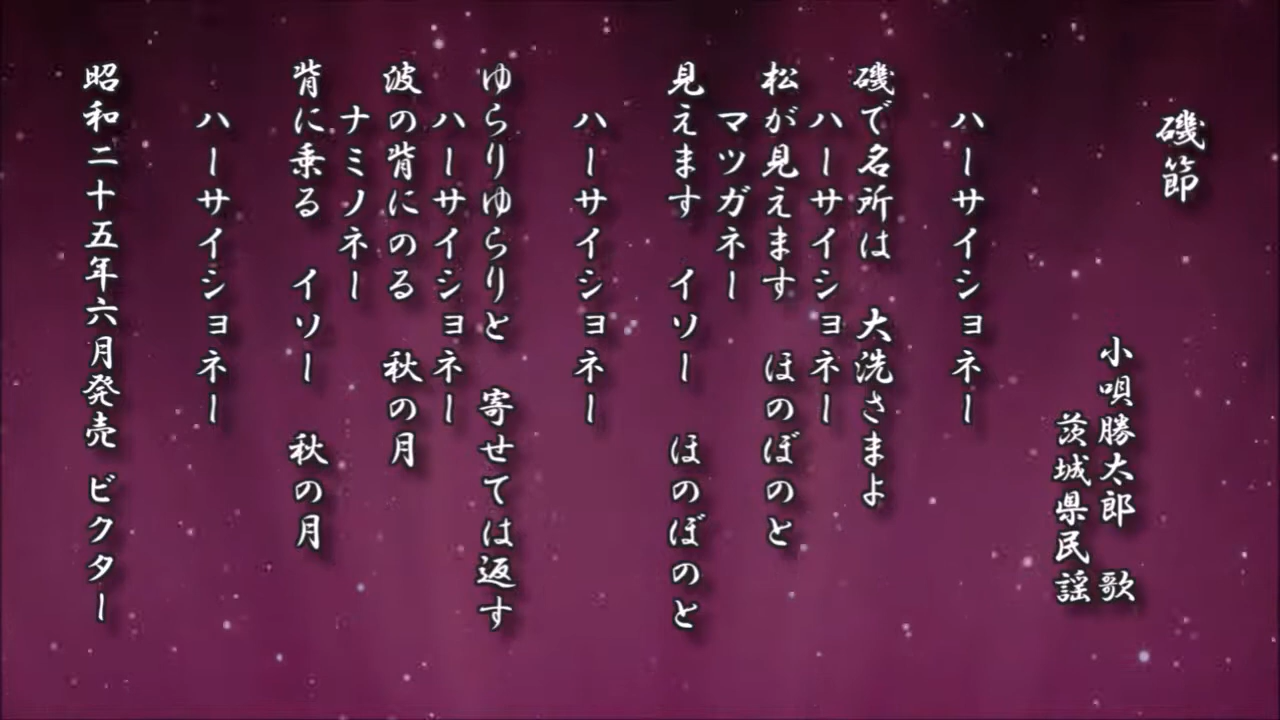 磯節
小唄勝太郎 歌
茨城県民謡
ハーサイショネー
磯で名所は 大洗さまよ
ハーサイショネー
松が見えます ほのぼのと
マツガネー
見えます イソー ほのぼのと
ハーサイショネー
ゆらりゆらりと 寄せては返す
ハーサイショネー
波の背にのる 秋の月
ナミノネー
背に乗る イソー 秋の月
ハーサイショネー
昭和二十五年六月発売 ビクター